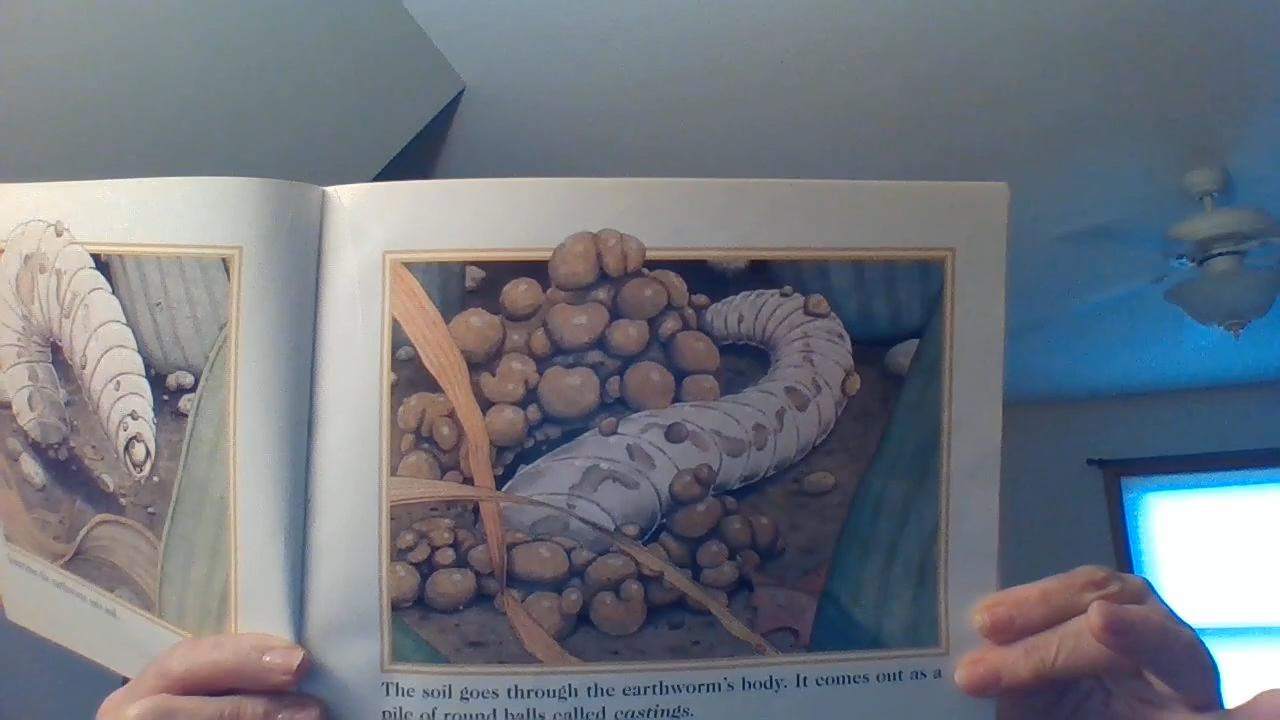 The soil goes through the earthworm's body. It comes out as a
pile of round balls called castings.